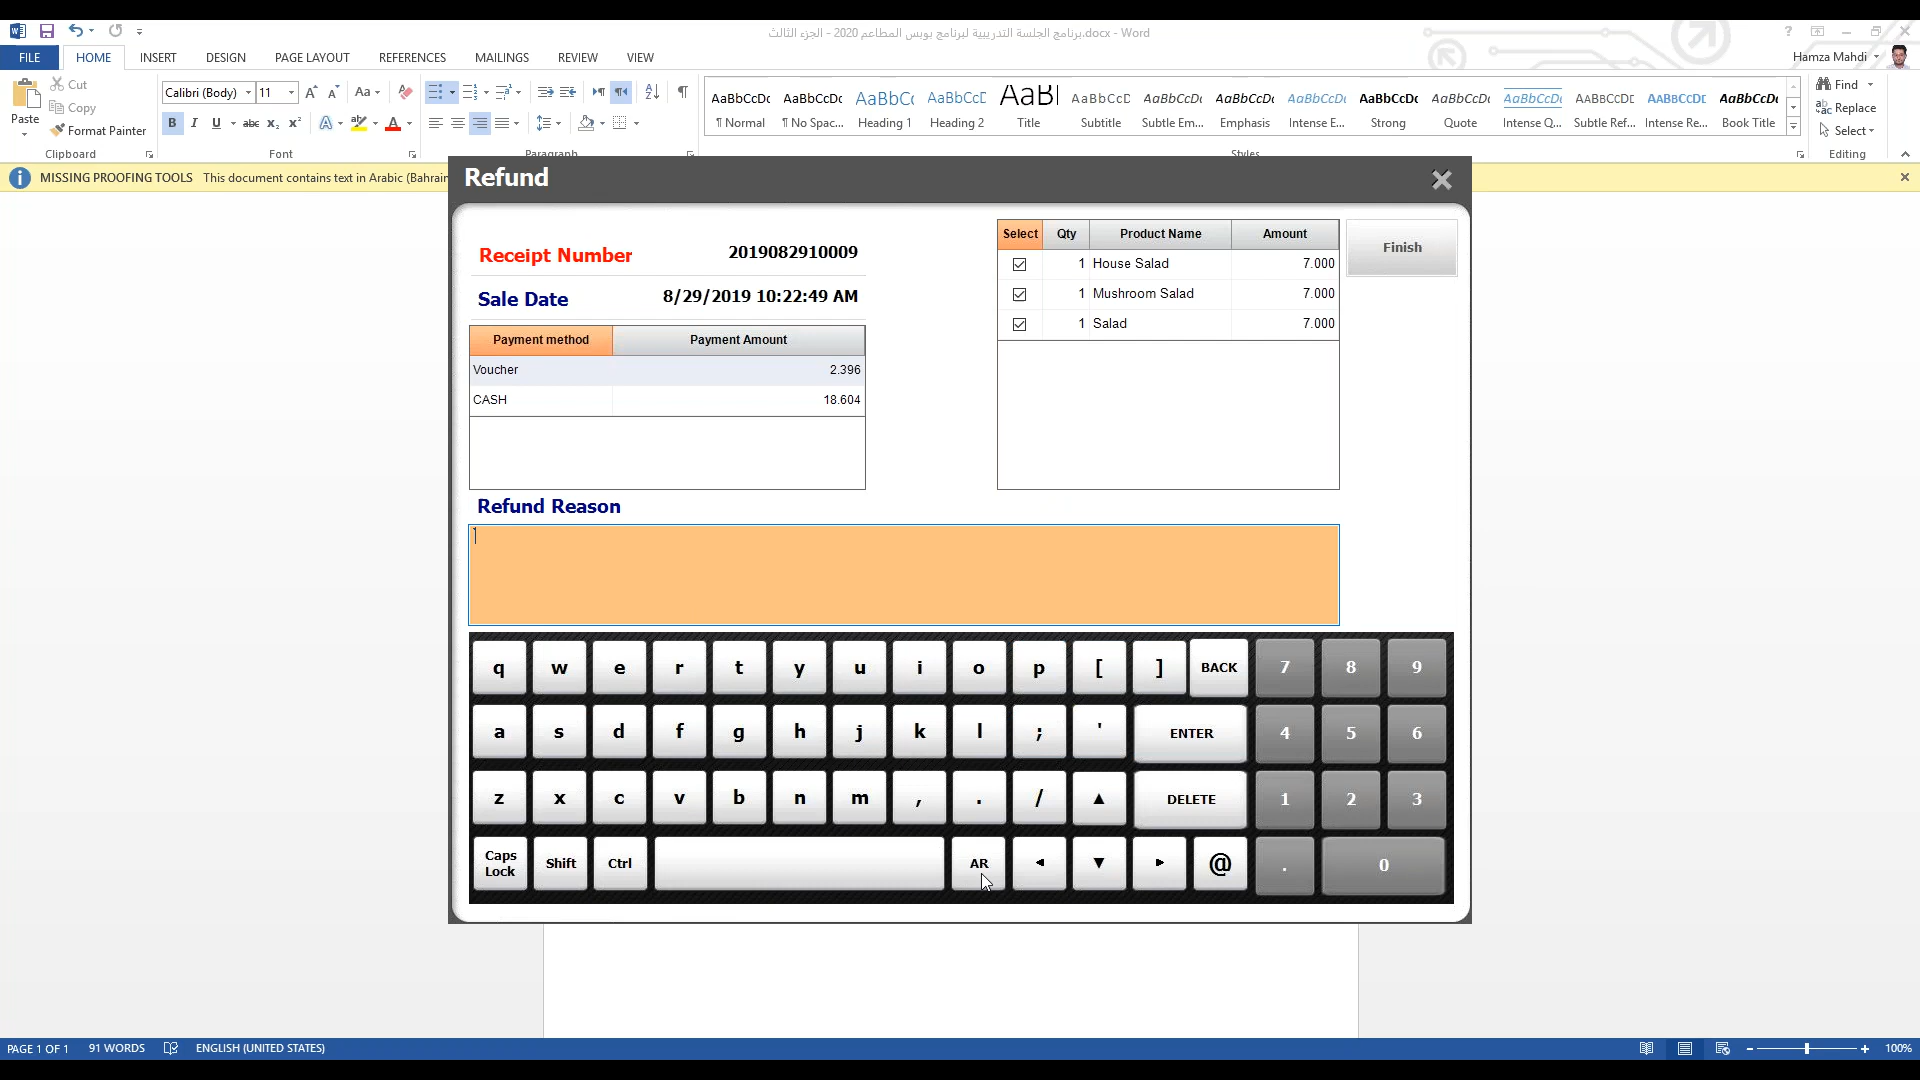 برنامج الجلسة التدريبية لبرنامج بوبس المطاعم 2020 - الجزء الثالث.docx - Word
FILE HOME INSERT DESIGN PAGE LAYOUT REFERENCES MAILINGS REVIEW VIEW
Hamza Mahdi
Paste
Cut
Copy
Format Painter
Clipboard
Calibri (Body) 11
Font
Paragraph
AaBbCcDc AaBbCcDc AaBbCc AaBbCcC AaBl AaBbCcC AaBbCcDc AaBbCcDc AaBbCcDc AaBbCcDc AaBbCcDc AaBbCcDc AaBbCcDc AaBbCcDc AaBbCcDc
¶ Normal ¶ No Spac... Heading 1 Heading 2 Title Subtitle Subtle Em... Emphasis Intense E... Strong Quote Intense Q... Subtle Ref... Intense Re... Book Title
Styles
Find
Replace
Select
Editing
MISSING PROOFING TOOLS This document contains text in Arabic (Bahrain
Refund
Receipt Number 2019082910009
Sale Date 8/29/2019 10:22:49 AM
Payment method Payment Amount
Voucher 2.396
CASH 18.604
Select Qty Product Name Amount
1 House Salad 7.000
1 Mushroom Salad 7.000
1 Salad 7.000
Finish
Refund Reason
q w e r t y u i o p [ ] BACK 7 8 9
a s d f g h j k l ; ' ENTER 4 5 6
z x c v b n m , . / ▲ DELETE 1 2 3
Caps Lock Shift Ctrl AR ◄ ▼ ► @ . 0
PAGE 1 OF 1 91 WORDS ENGLISH (UNITED STATES) 100%